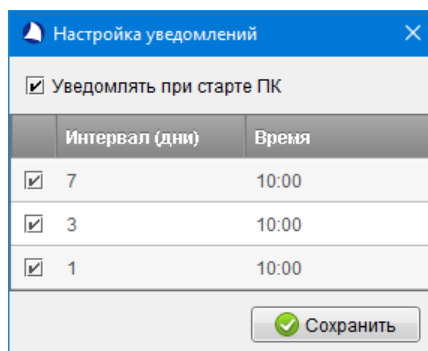 Настройка уведомлений
Уведомлять при старте ПК
Интервал (дни) Время
7 10:00
3 10:00
1 10:00
Сохранить